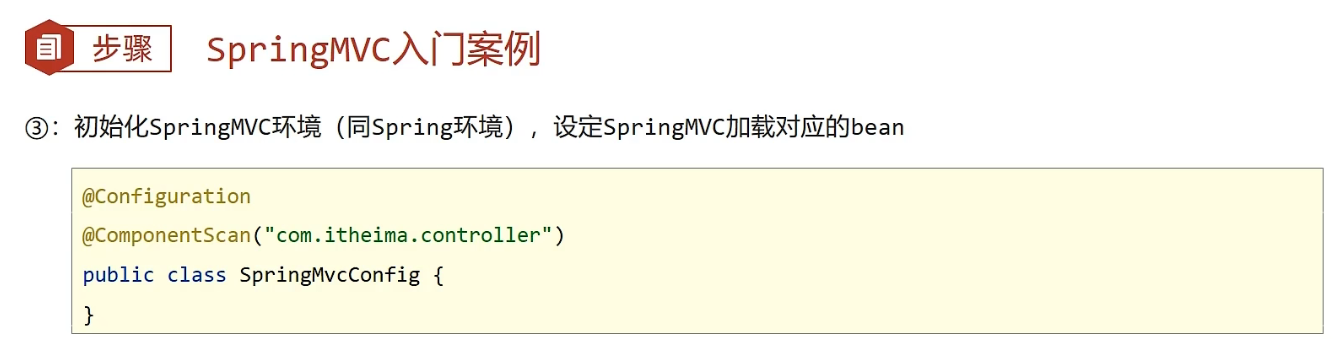 步骤 SpringMVC入门案例
③：初始化SpringMVC环境（同Spring环境），设定SpringMVC加载对应的bean
@Configuration
@ComponentScan("com.itheima.controller")
public class SpringMvcConfig {
}